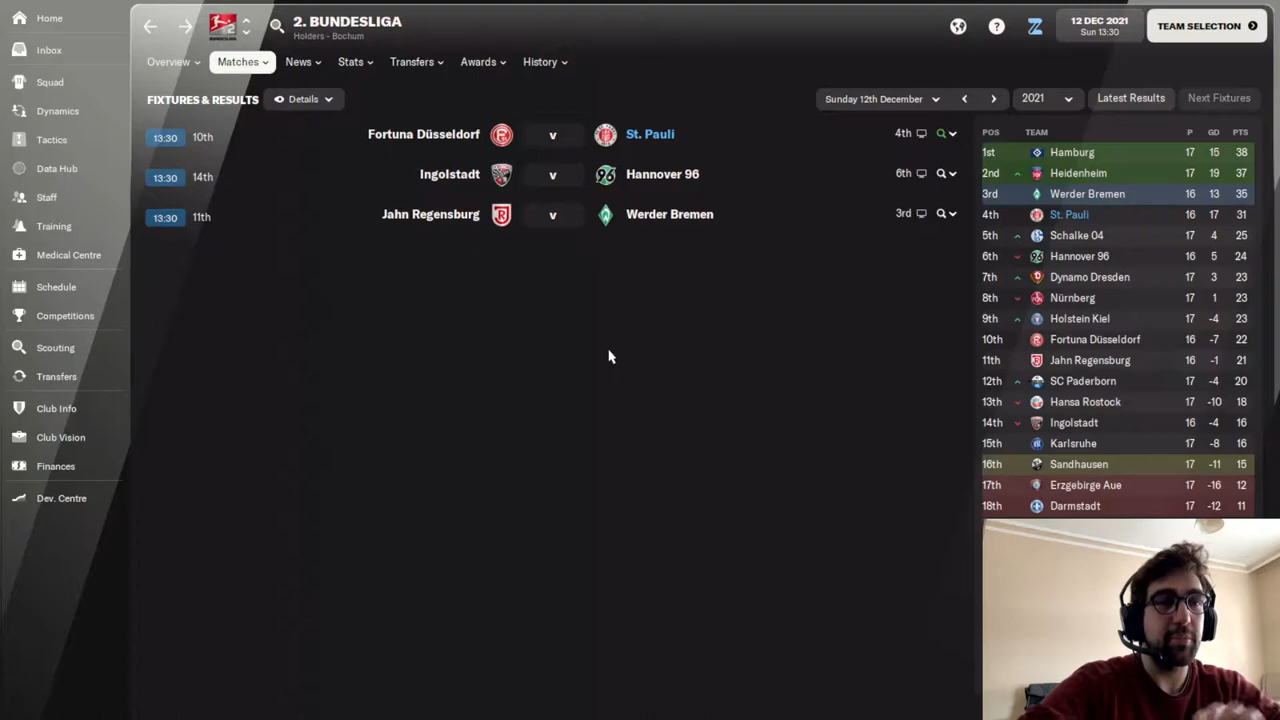 Home
Inbox
Squad
Dynamics
Tactics
Data Hub
Staff
Training
Medical Centre
Schedule
Competitions
Scouting
Transfers
Club Info
Club Vision
Finances
Dev. Centre
2. BUNDESLIGA
Holders - Bochum
12 DEC 2021
Sun 13:30
TEAM SELECTION
Overview
Matches
News
Stats
Transfers
Awards
History
FIXTURES & RESULTS
Details
Sunday 12th December
2021
Latest Results
Next Fixtures
13:30 10th Fortuna Düsseldorf v St. Pauli 4th
13:30 14th Ingolstadt v Hannover 96 6th
13:30 11th Jahn Regensburg v Werder Bremen 3rd
POS TEAM P GD PTS
1st Hamburg 17 15 38
2nd Heidenheim 17 19 37
3rd Werder Bremen 16 13 35
4th St. Pauli 16 17 31
5th Schalke 04 17 4 25
6th Hannover 96 16 5 24
7th Dynamo Dresden 17 3 23
8th Nürnberg 17 1 23
9th Holstein Kiel 17 -4 23
10th Fortuna Düsseldorf 16 -7 22
11th Jahn Regensburg 16 -1 21
12th SC Paderborn 17 -4 20
13th Hansa Rostock 17 -10 18
14th Ingolstadt 16 -4 16
15th Karlsruhe 17 -8 16
16th Sandhausen 17 -11 15
17th Erzgebirge Aue 17 -16 12
18th Darmstadt 17 -12 11